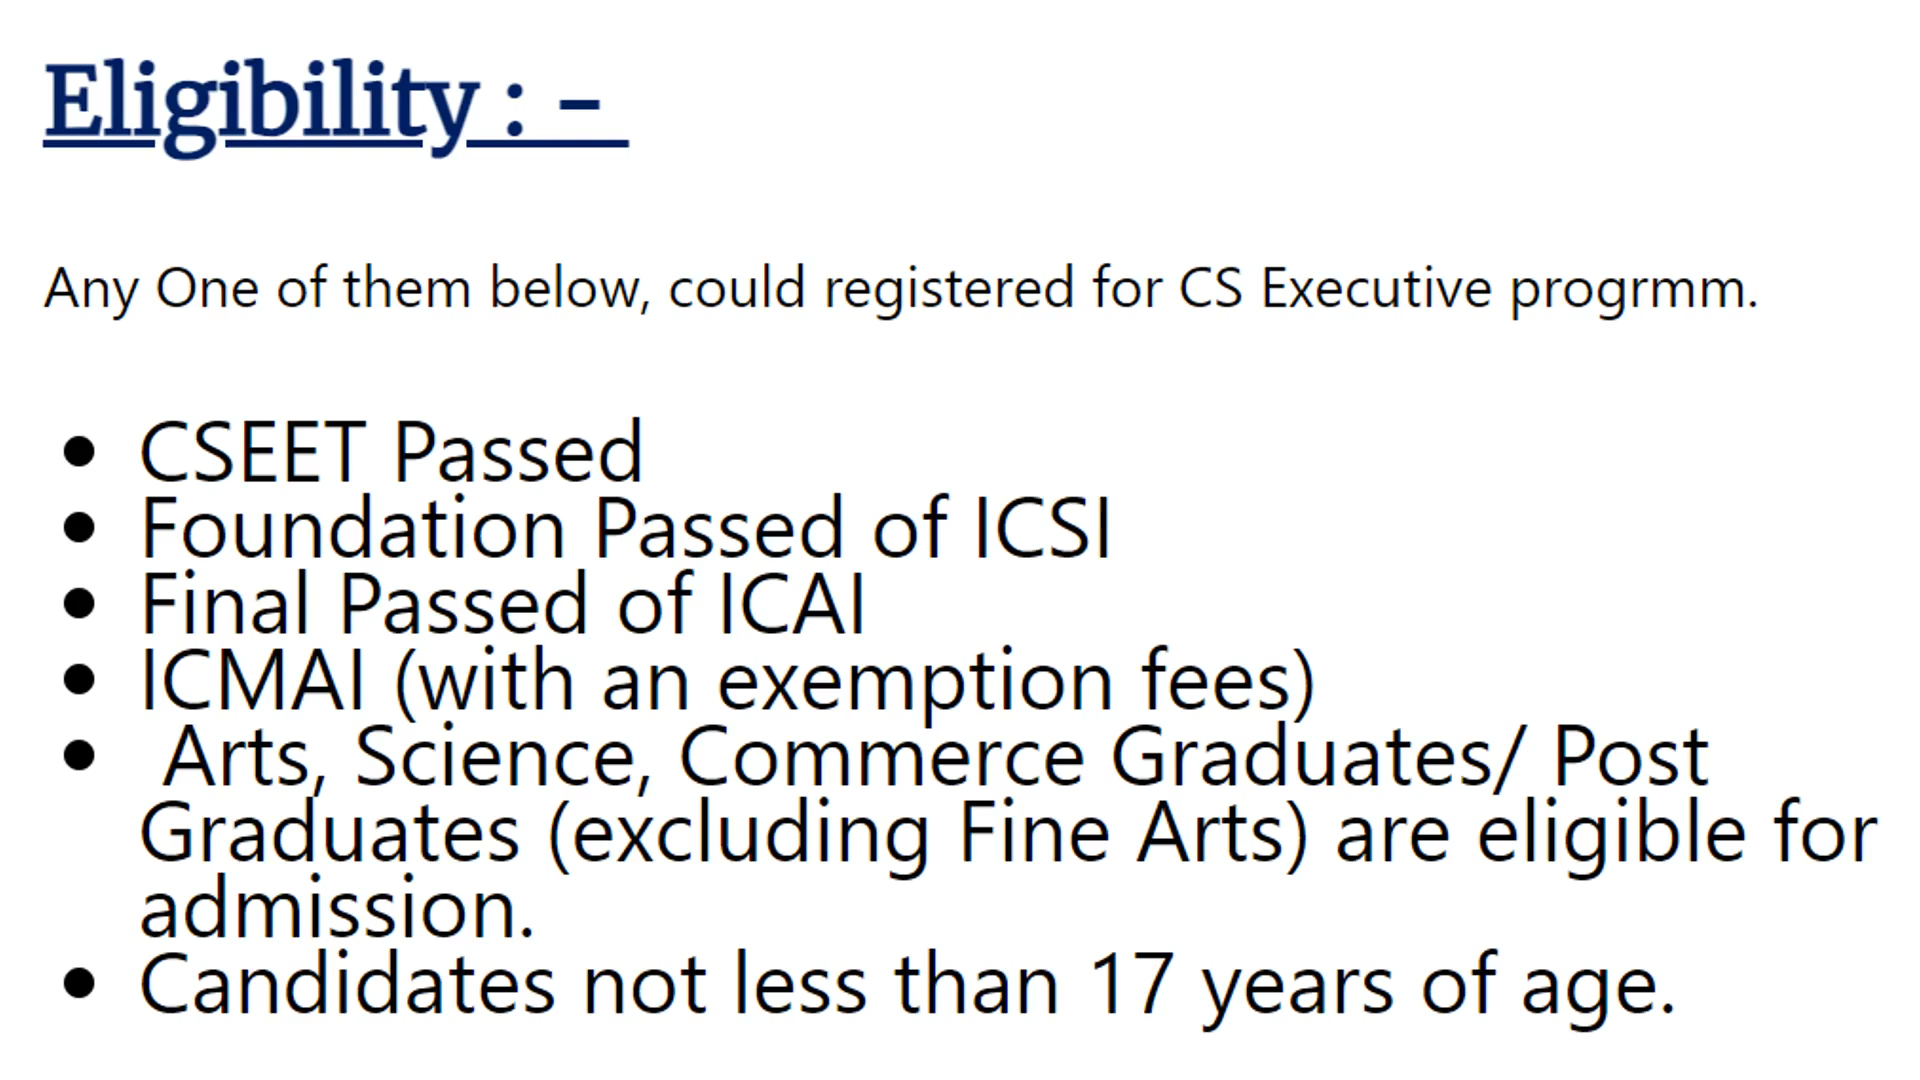 Eligibility : –
Any One of them below, could registered for CS Executive progrmm.
• CSEET Passed
• Foundation Passed of ICSI
• Final Passed of ICAI
• ICMAI (with an exemption fees)
• Arts, Science, Commerce Graduates/ Post
Graduates (excluding Fine Arts) are eligible for
admission.
• Candidates not less than 17 years of age.